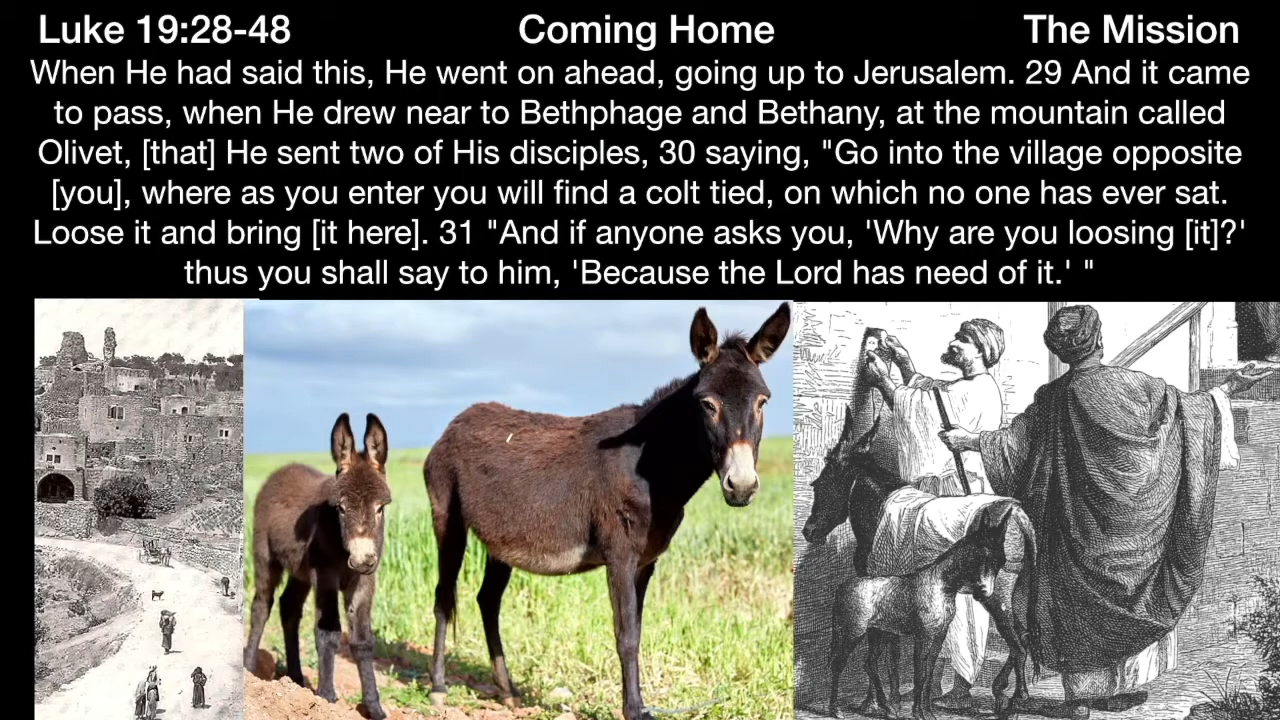 Luke 19:28-48 Coming Home The Mission
When He had said this, He went on ahead, going up to Jerusalem. 29 And it came
to pass, when He drew near to Bethphage and Bethany, at the mountain called
Olivet, [that] He sent two of His disciples, 30 saying, "Go into the village opposite
[you], where as you enter you will find a colt tied, on which no one has ever sat.
Loose it and bring [it here]. 31 "And if anyone asks you, 'Why are you loosing [it]?'
thus you shall say to him, 'Because the Lord has need of it.' "